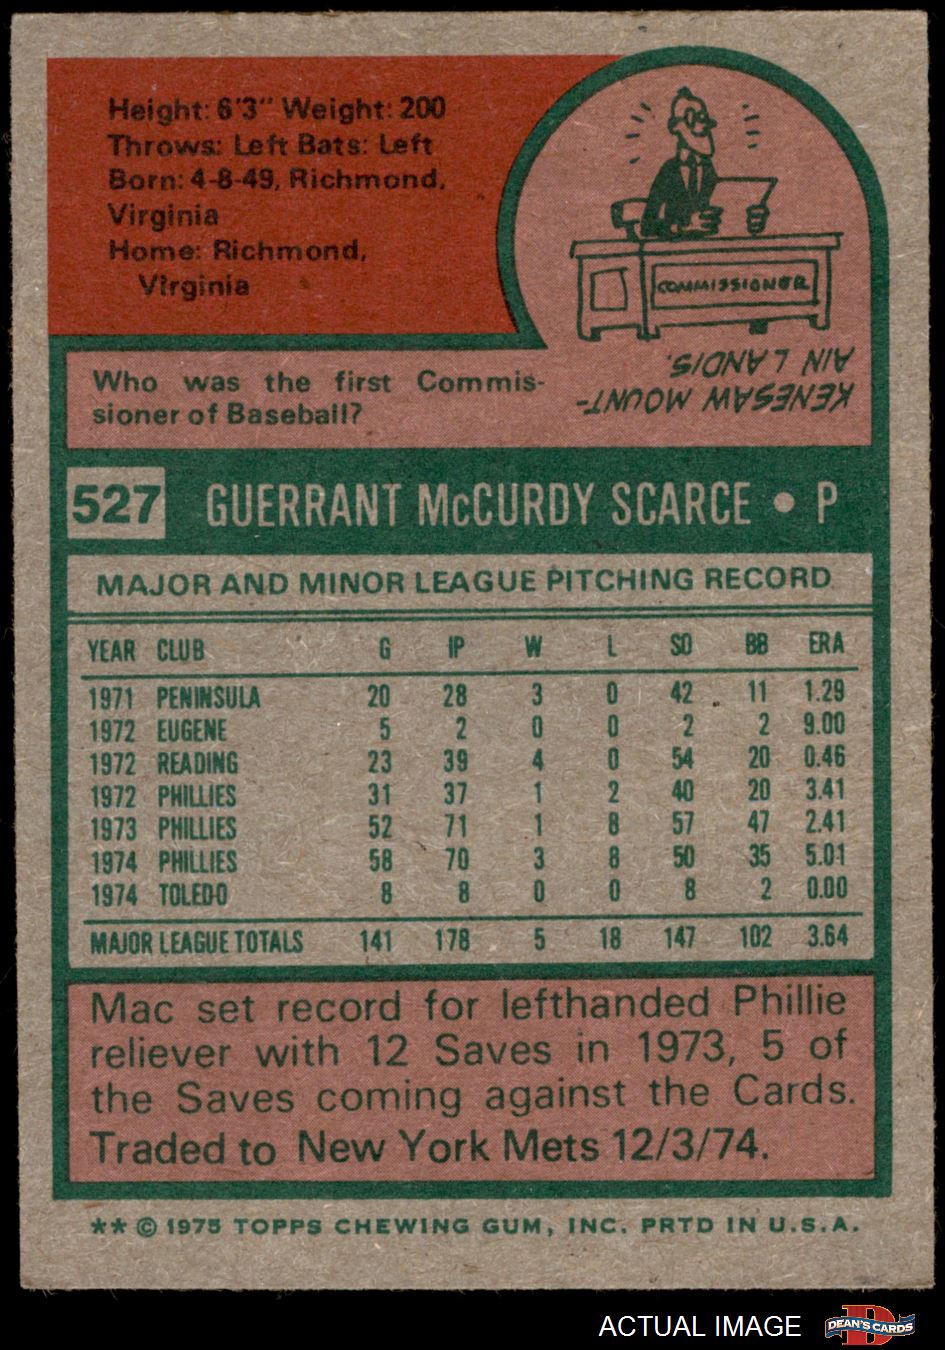 Height: 6'3" Weight: 200
Throws: Left Bats: Left
Born: 4-8-49, Richmond,
Virginia
Home: Richmond,
Virginia
COMMISSIONER
KENESAW MOUNT-
AIN LANDIS.
Who was the first Commis-
sioner of Baseball?
527 GUERRANT McCURDY SCARCE • P
MAJOR AND MINOR LEAGUE PITCHING RECORD
YEAR CLUB G IP W L SO BB ERA
1971 PENINSULA 20 28 3 0 42 11 1.29
1972 EUGENE 5 2 0 0 2 2 9.00
1972 READING 23 39 4 0 54 20 0.46
1972 PHILLIES 31 37 1 2 40 20 3.41
1973 PHILLIES 52 71 1 8 57 47 2.41
1974 PHILLIES 58 70 3 8 50 35 5.01
1974 TOLEDO 8 8 0 0 8 2 0.00
MAJOR LEAGUE TOTALS 141 178 5 18 147 102 3.64
Mac set record for lefthanded Phillie
reliever with 12 Saves in 1973, 5 of
the Saves coming against the Cards.
Traded to New York Mets 12/3/74.
** © 1975 TOPPS CHEWING GUM, INC. PRTD IN U.S.A.
ACTUAL IMAGE D DEAN'S CARDS